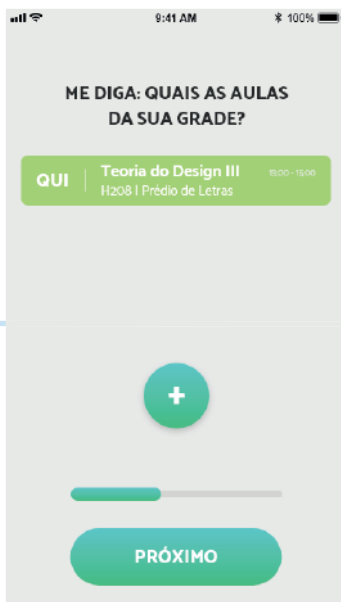 9:41 AM 100%
ME DIGA: QUAIS AS AULAS
DA SUA GRADE?
QUI
Teoria do Design III
H208 | Prédio de Letras
+
PRÓXIMO